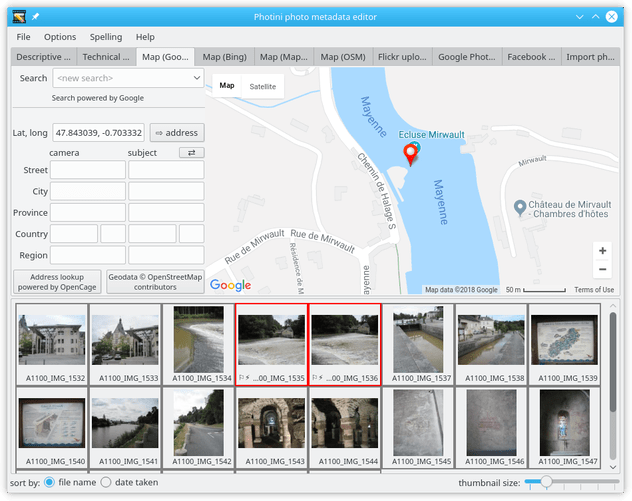 Photini photo metadata editor
File Options Spelling Help
Descriptive ... Technical ... Map (Goo... Map (Bing) Map (Map... Map (OSM) Flickr uplo... Google Phot... Facebook ... Import ph...
Search <new search>
Search powered by Google
Lat, long 47.843039, -0.703332 ⇨ address
camera subject ⇄
Street
City
Province
Country
Region
Address lookup
powered by OpenCage
Geodata © OpenStreetMap
contributors
Map Satellite
Mayenne
Ecluse Mirwault
Chemin de Halage S
Mayenne
Mirwault
Château de Mirvault
- Chambres d'hôtes
Rue de Mirwault
Rue de Mirwault
Résidence de M
ayenne
+
−
Google
Map data ©2018 Google 50 m Terms of Use
A1100_IMG_1532 A1100_IMG_1533 A1100_IMG_1534 ...00_IMG_1535 ...00_IMG_1536 A1100_IMG_1537 A1100_IMG_1538 A1100_IMG_1539
A1100_IMG_1540 A1100_IMG_1541 A1100_IMG_1542 A1100_IMG_1543 A1100_IMG_1544 A1100_IMG_1545 A1100_IMG_1546 A1100_IMG_1547
sort by: file name date taken thumbnail size: